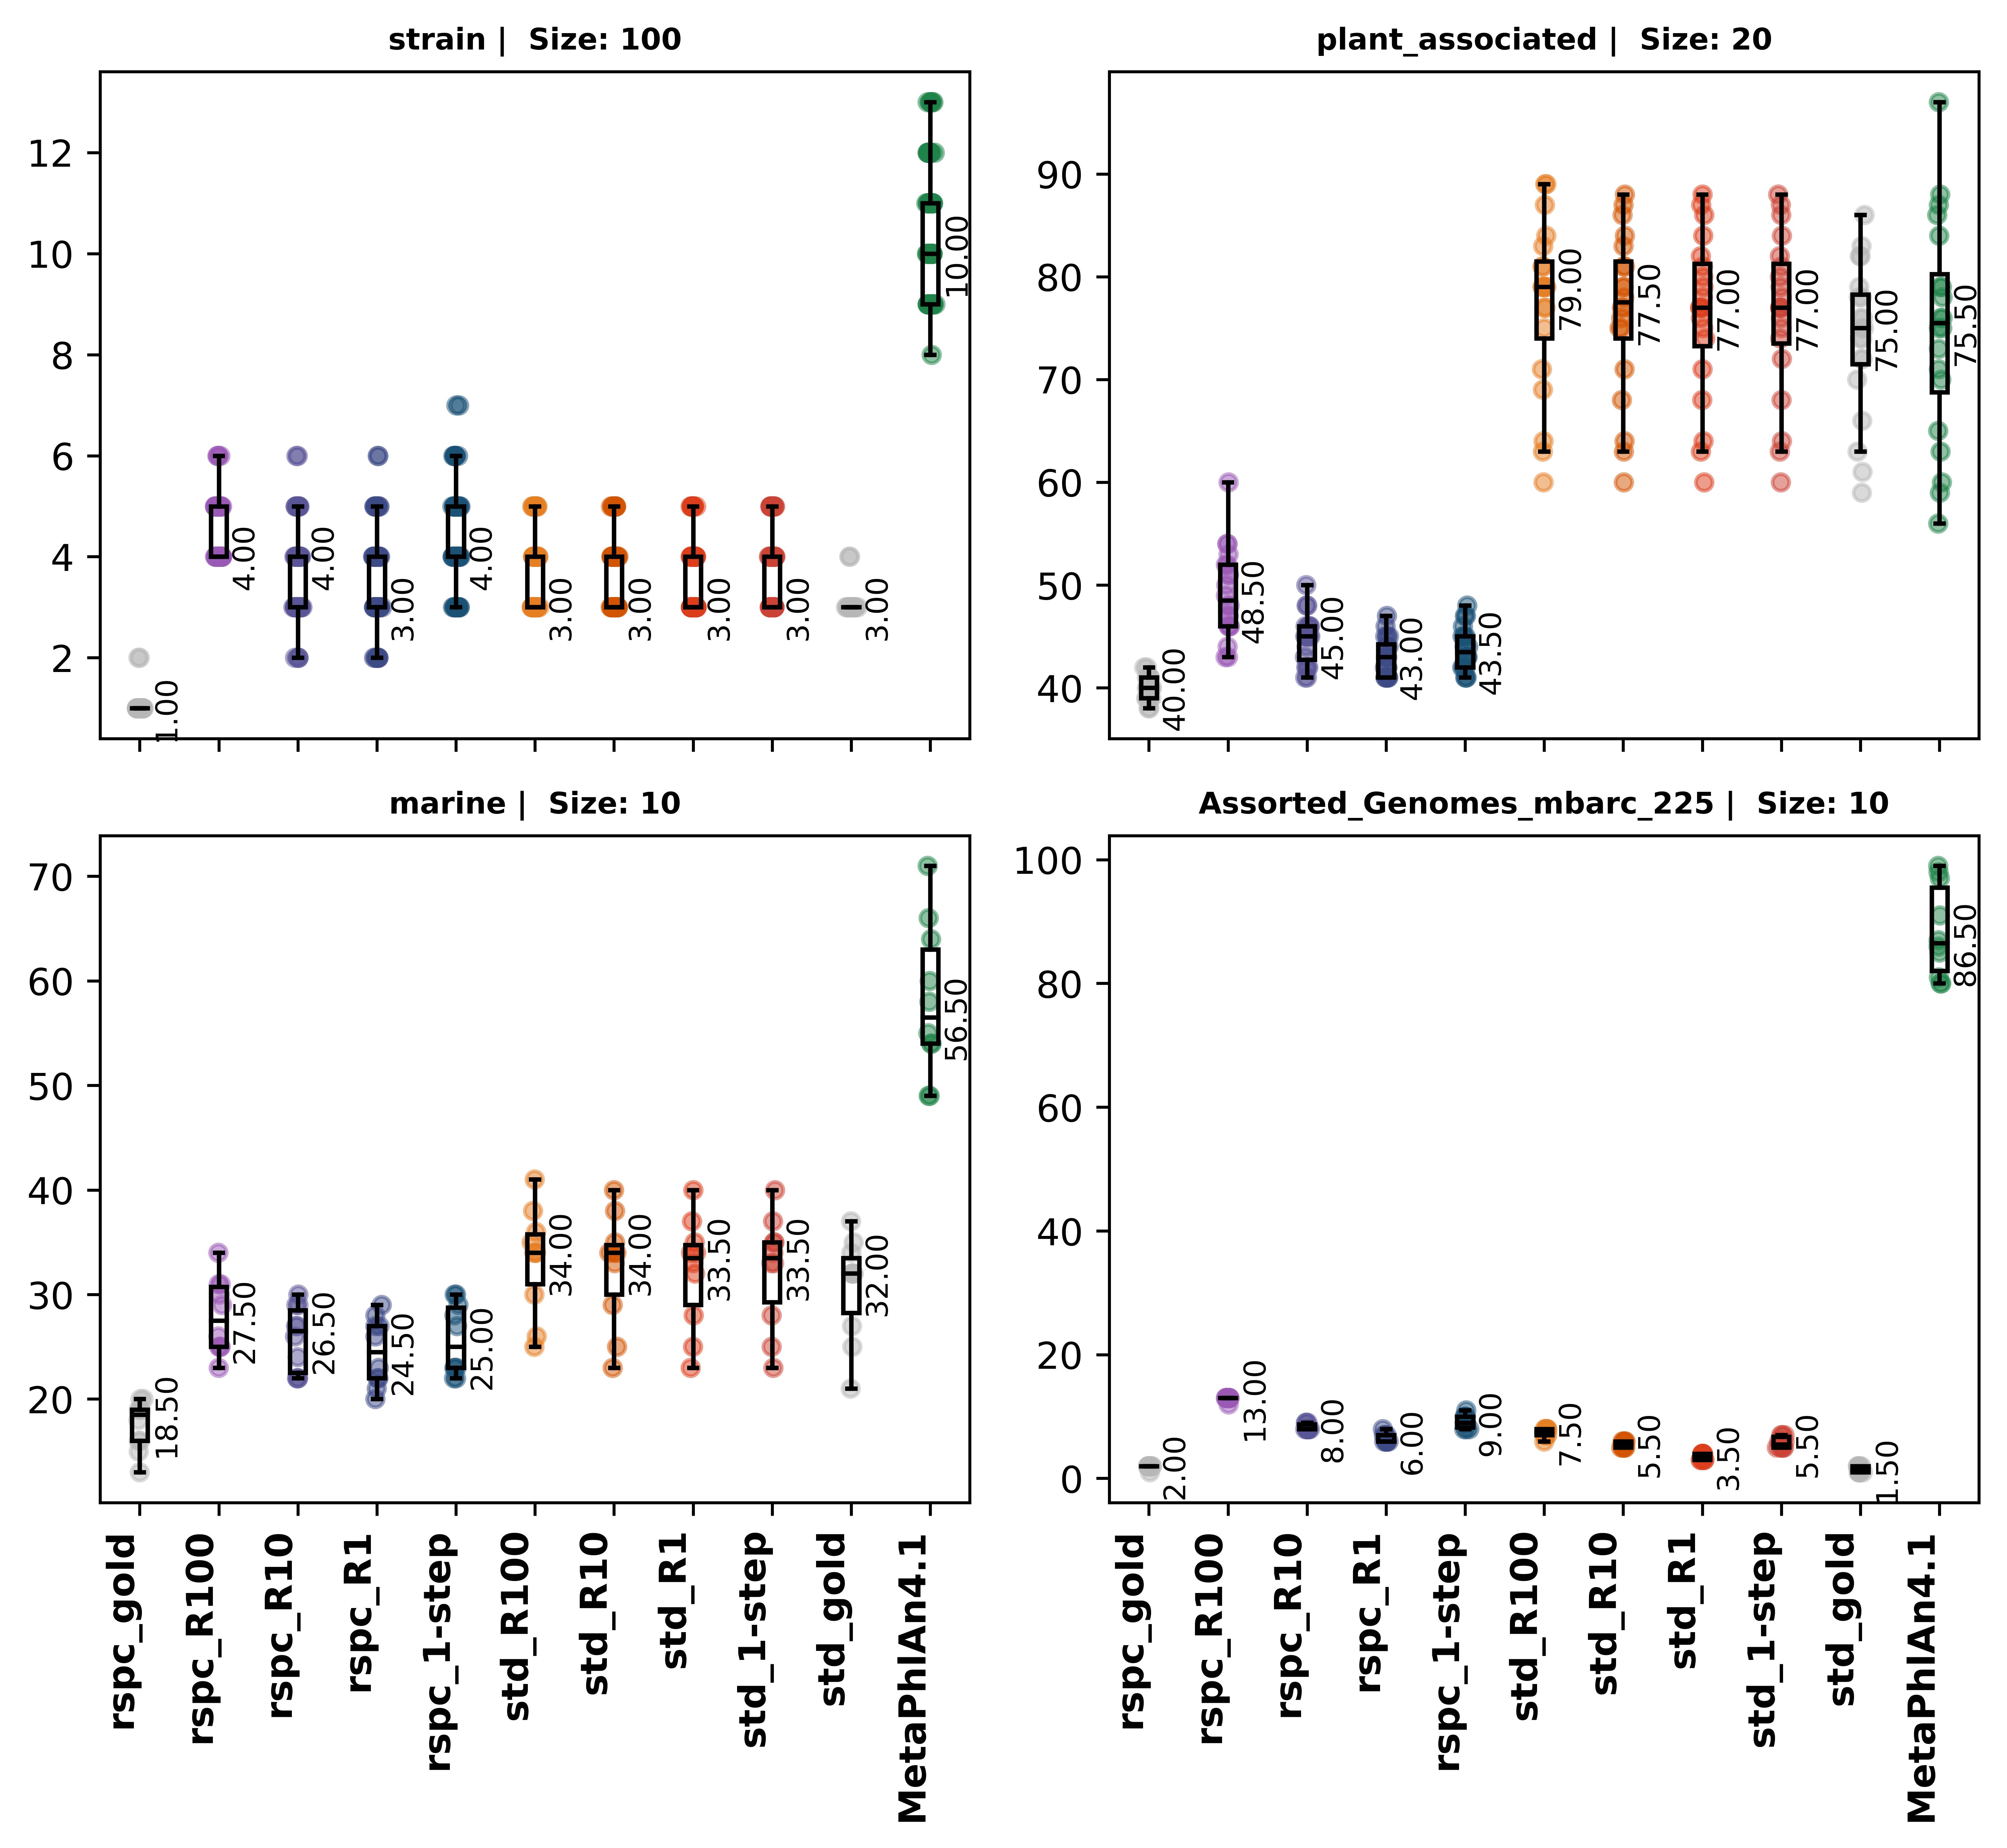 strain |  Size: 100
12
10
8
6
4
2
1.00
4.00
4.00
3.00
4.00
3.00
3.00
3.00
3.00
3.00
10.00
plant_associated |  Size: 20
90
80
70
60
50
40
40.00
48.50
45.00
43.00
43.50
79.00
77.50
77.00
77.00
75.00
75.50
marine |  Size: 10
70
60
50
40
30
20
18.50
27.50
26.50
24.50
25.00
34.00
34.00
33.50
33.50
32.00
56.50
rspc_gold
rspc_R100
rspc_R10
rspc_R1
rspc_1-step
std_R100
std_R10
std_R1
std_1-step
std_gold
MetaPhlAn4.1
Assorted_Genomes_mbarc_225 |  Size: 10
100
80
60
40
20
0
2.00
13.00
8.00
6.00
9.00
7.50
5.50
3.50
5.50
1.50
86.50
rspc_gold
rspc_R100
rspc_R10
rspc_R1
rspc_1-step
std_R100
std_R10
std_R1
std_1-step
std_gold
MetaPhlAn4.1